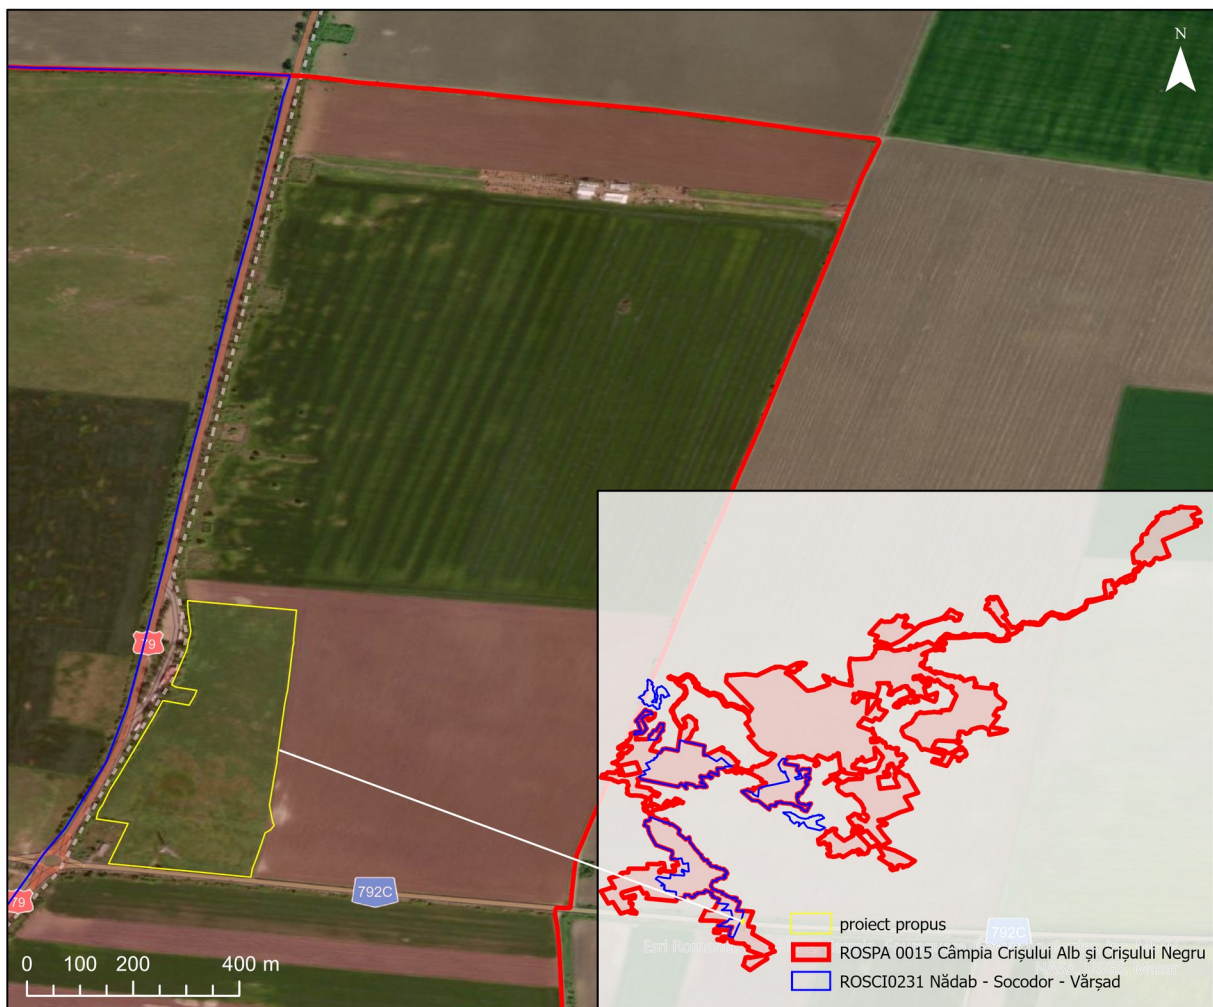 N
79
792C
79
0 100 200 400 m
proiect propus
792C
ROSPA 0015 Câmpia Crișului Alb și Crișului Negru
ROSCI0231 Nădab - Socodor - Vărșad